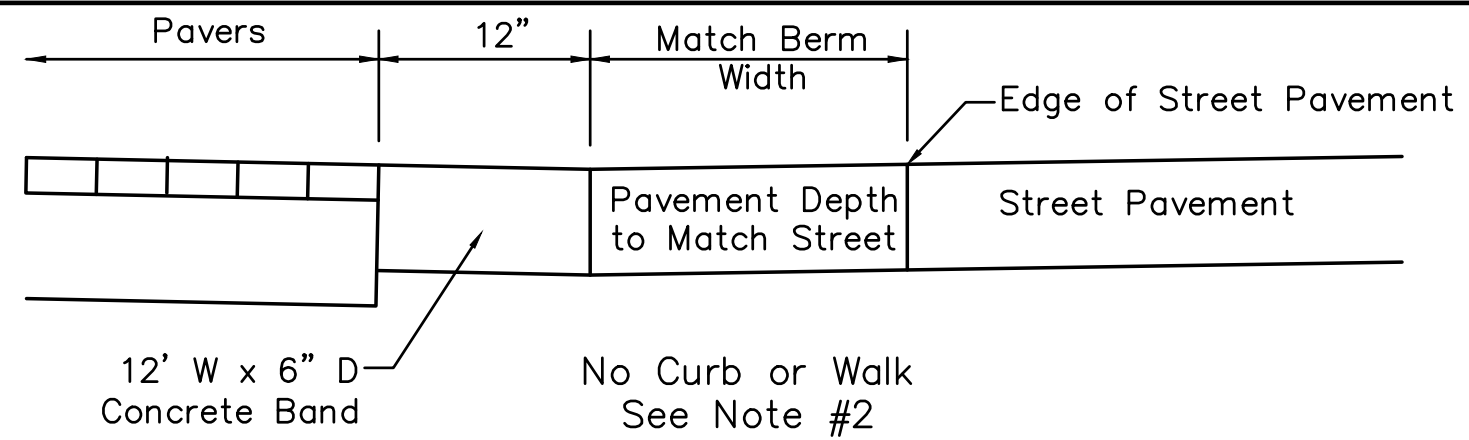 Pavers
12”
Match Berm
Width
Edge of Street Pavement
Pavement Depth
to Match Street
Street Pavement
12’ W x 6” D
Concrete Band
No Curb or Walk
See Note #2